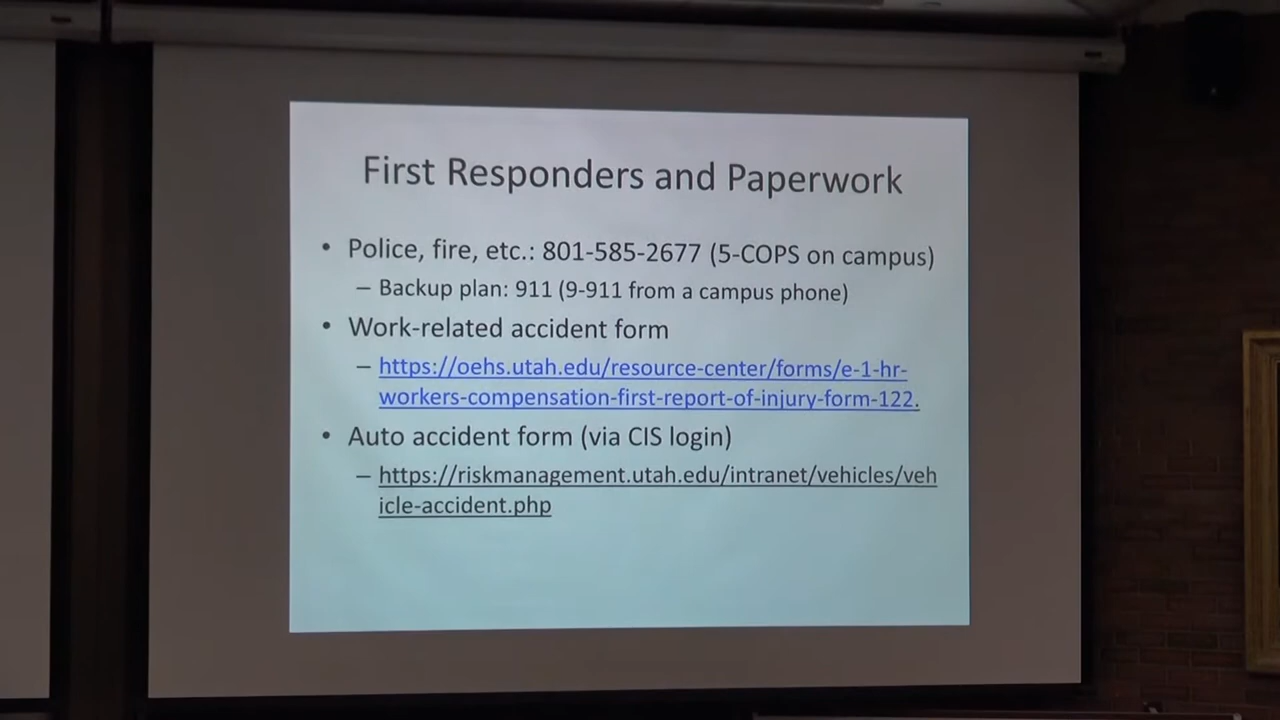 First Responders and Paperwork
• Police, fire, etc.: 801-585-2677 (5-COPS on campus)
– Backup plan: 911 (9-911 from a campus phone)
• Work-related accident form
– https://oehs.utah.edu/resource-center/forms/e-1-hr-
workers-compensation-first-report-of-injury-form-122.
• Auto accident form (via CIS login)
– https://riskmanagement.utah.edu/intranet/vehicles/veh
icle-accident.php